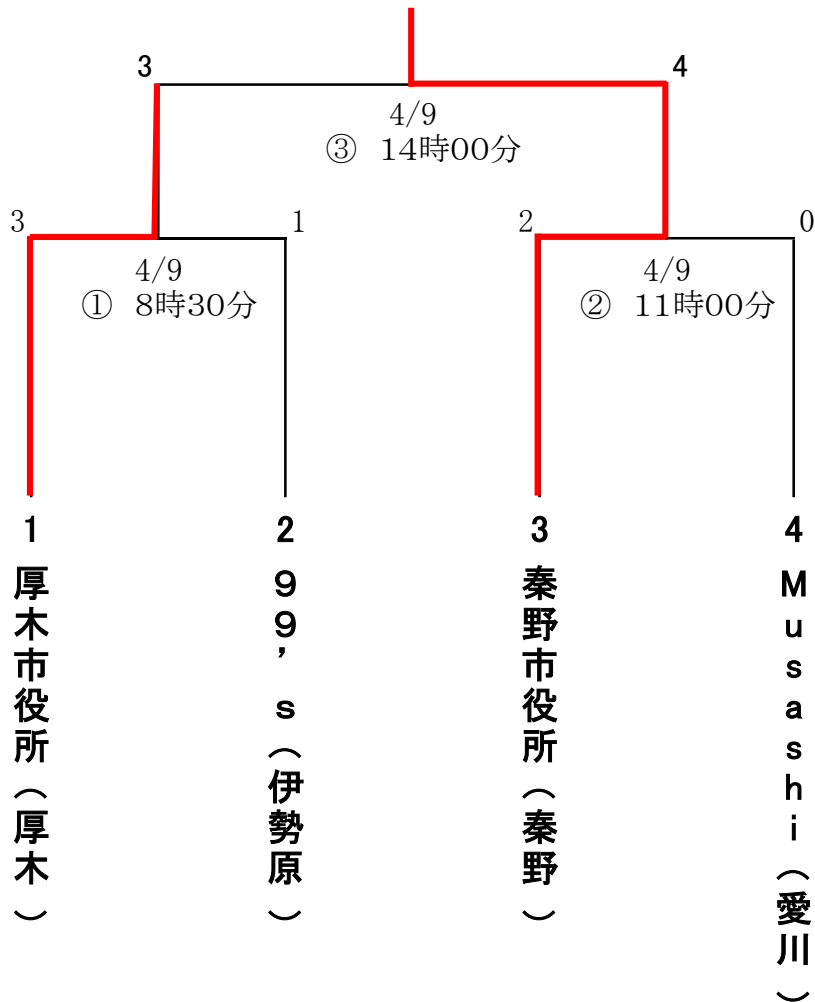 3
4
4/9
③ 14時00分
3
1
2
0
4/9
① 8時30分
4/9
② 11時00分
1
2
3
4
厚木市役所(厚木)
99's(伊勢原)
秦野市役所(秦野)
Musashi(愛川)